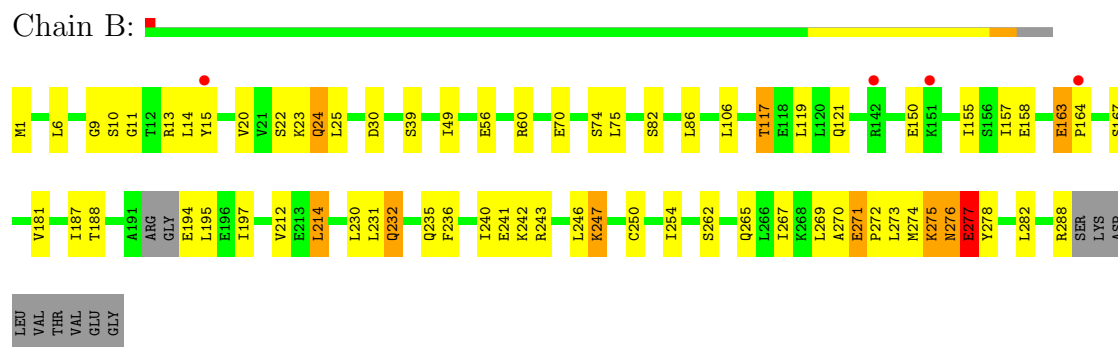 Chain B:
M1 L6 G9 S10 G11 T12 R13 L14 Y15 V20 V21 S22 K23 Q24 L25 D30 S39 I49 E56 R60 E70 S74 L75 S82 L86 L106 T117 E118 L119 L120 Q121 R142 E150 K151 I155 S156 I157 E158 E163 P164 S167
V181 I187 T188 A191 ARG GLY E194 L195 E196 I197 V212 E213 L214 L230 L231 Q232 Q235 F236 I240 E241 K242 R243 L246 K247 C250 I254 S262 Q265 L266 I267 K268 L269 A270 E271 P272 L273 M274 K275 N276 E277 Y278 L282 R288 SER LYS ASP
LEU VAL THR VAL GLU GLY